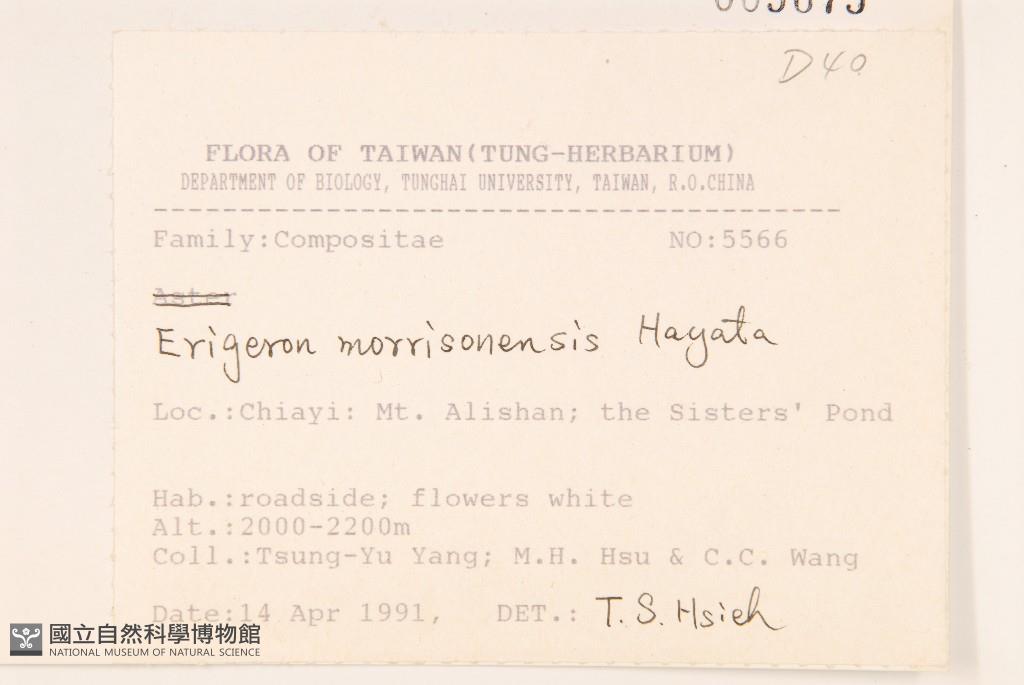 D40
FLORA OF TAIWAN(TUNG-HERBARIUM)
DEPARTMENT OF BIOLOGY, TUNGHAI UNIVERSITY, TAIWAN, R.O.CHINA
Family:Compositae NO:5566
Aster
Erigeron morrisonensis Hayata
Loc.:Chiayi: Mt. Alishan; the Sisters' Pond
Hab.:roadside; flowers white
Alt.:2000-2200m
Coll.:Tsung-Yu Yang; M.H. Hsu & C.C. Wang
Date:14 Apr 1991, DET.: T.S. Hsieh
國立自然科學博物館
NATIONAL MUSEUM OF NATURAL SCIENCE